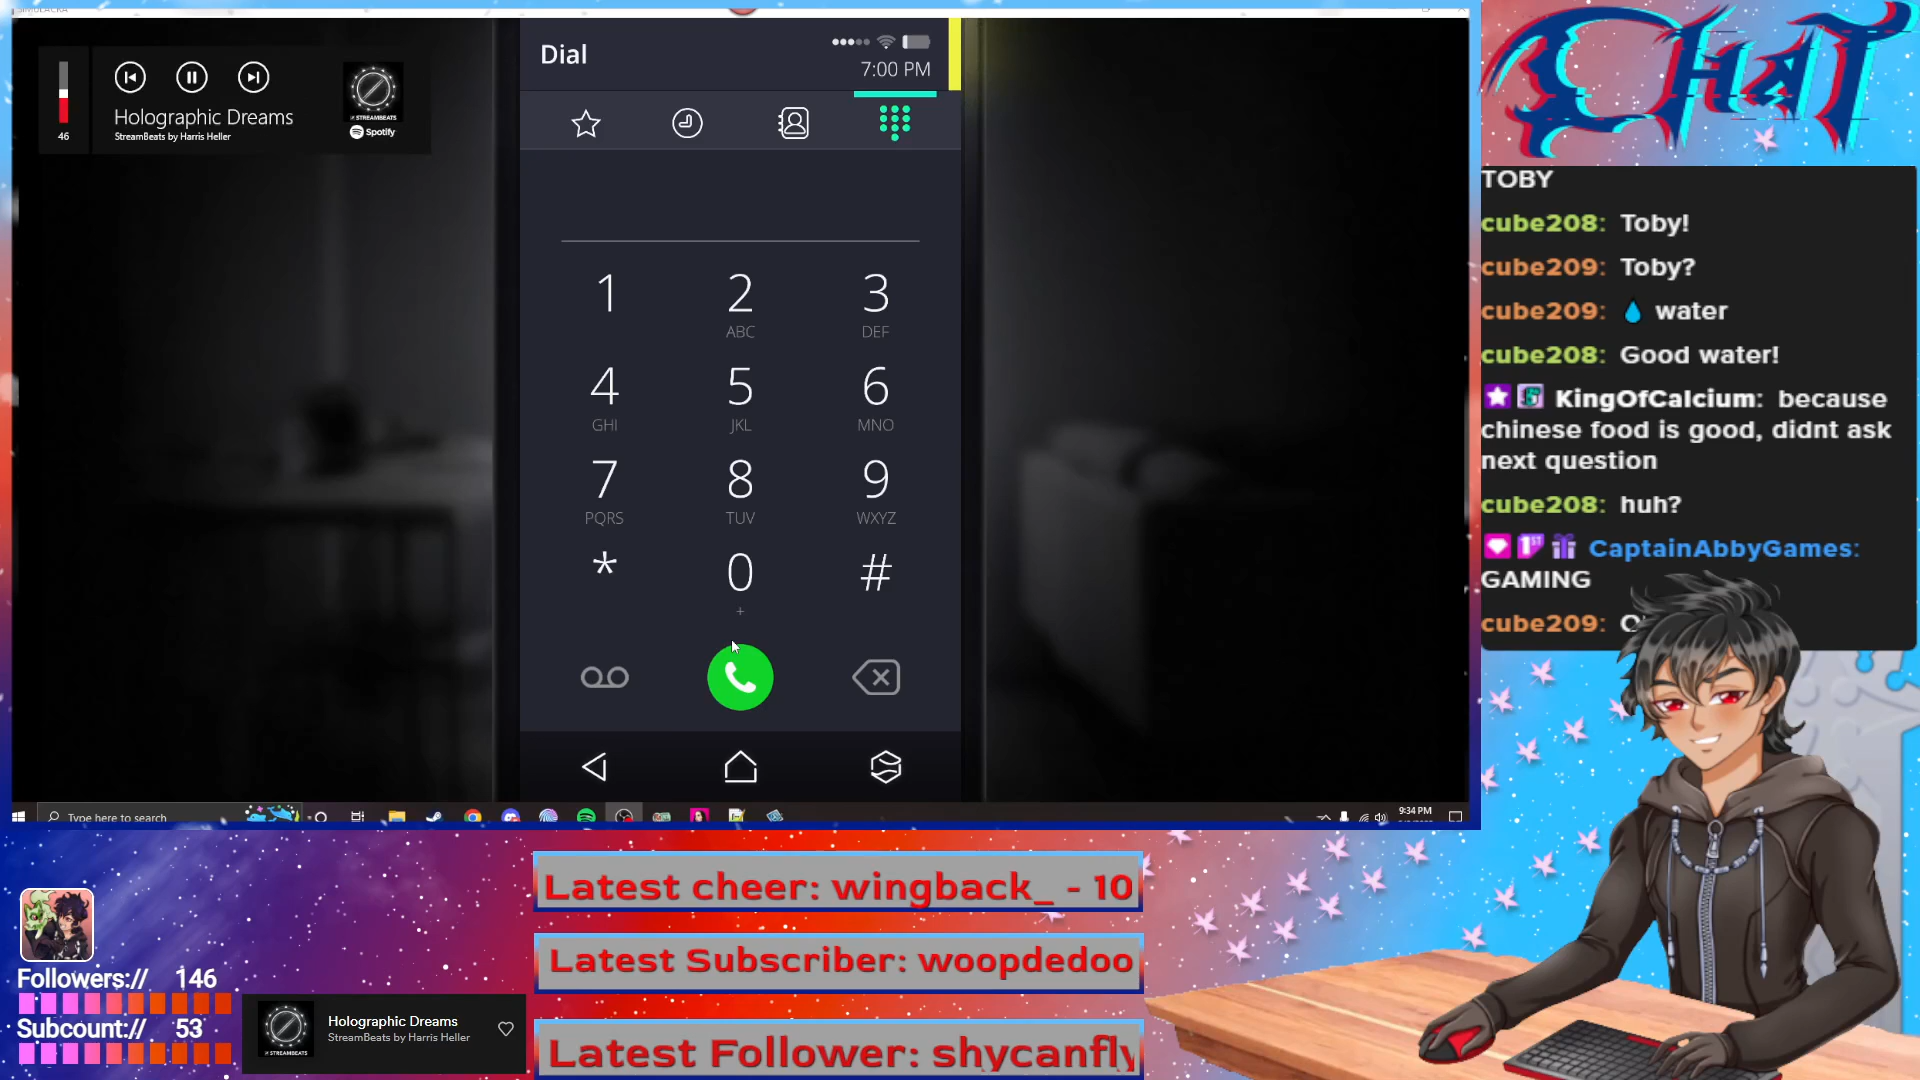 SIMULACRA
Dial
7:00 PM
Holographic Dreams
StreamBeats by Harris Heller
46
STREAMBEATS
Spotify
1
2
ABC
3
DEF
4
GHI
5
JKL
6
MNO
7
PQRS
8
TUV
9
WXYZ
*
0
+
#
Type here to search
9:34 PM
CHAT
TOBY
cube208: Toby!
cube209: Toby?
cube209: 💧 water
cube208: Good water!
KingOfCalcium: because
chinese food is good, didnt ask
next question
cube208: huh?
1ST CaptainAbbyGames:
GAMING
cube209:
Latest cheer: wingback_ - 10
Latest Subscriber: woopdedoo
Latest Follower: shycanfly
Followers:// 146
Subcount:// 53
STREAMBEATS
Holographic Dreams
StreamBeats by Harris Heller